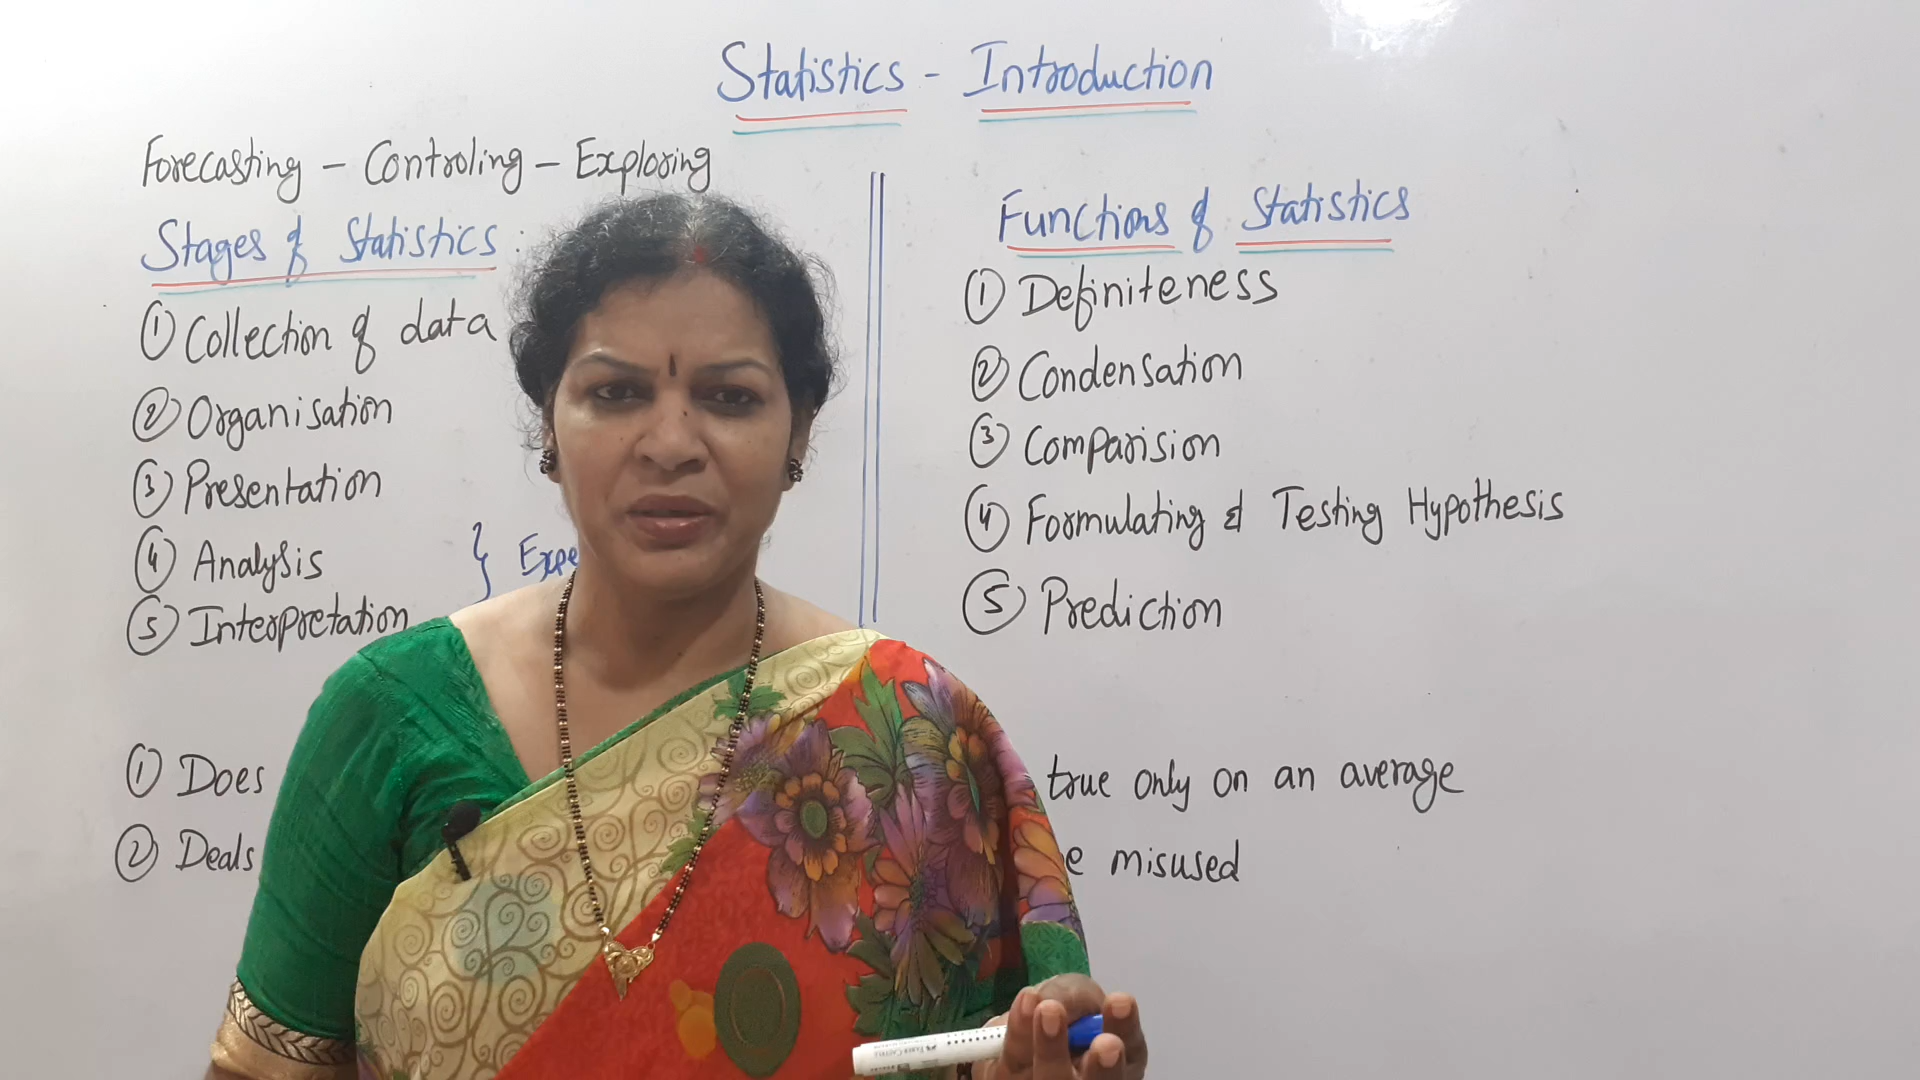 Statistics - Introduction
Forecasting - Controling - Exploring
Stages of Statistics :
① Collection of data
② Organisation
③ Presentation
④ Analysis
⑤ Interpretation
Functions of Statistics
① Definiteness
② Condensation
③ Comparision
④ Formulating & Testing Hypothesis
⑤ Prediction
① Does
② Deals
true only on an average
misused